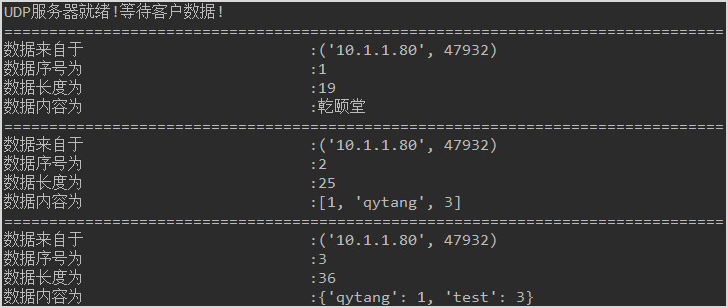 UDP服务器就绪!等待客户数据!
================================================================================
数据来自于                    :('10.1.1.80', 47932)
数据序号为                    :1
数据长度为                    :19
数据内容为                    :乾颐堂
================================================================================
数据来自于                    :('10.1.1.80', 47932)
数据序号为                    :2
数据长度为                    :25
数据内容为                    :[1, 'qytang', 3]
================================================================================
数据来自于                    :('10.1.1.80', 47932)
数据序号为                    :3
数据长度为                    :36
数据内容为                    :{'qytang': 1, 'test': 3}